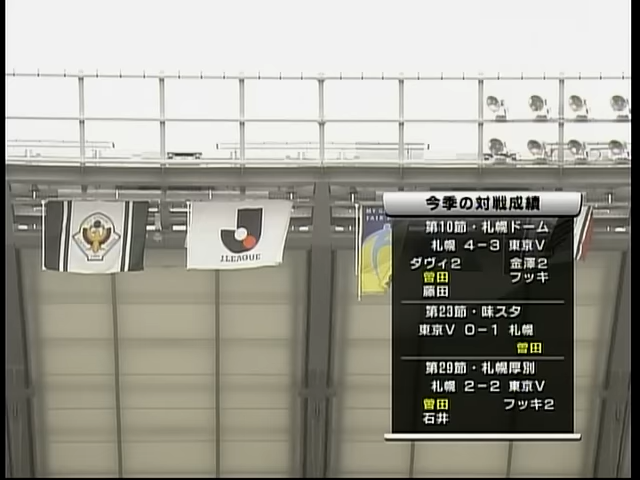 J.LEAGUE
MY G
FAIR
今季の対戦成績
第10節・札幌ドーム
札幌 4-3 東京V
ダヴィ2 金澤2
曽田 フッキ
藤田
第23節・味スタ
東京V 0-1 札幌
曽田
第29節・札幌厚別
札幌 2-2 東京V
曽田 フッキ2
石井